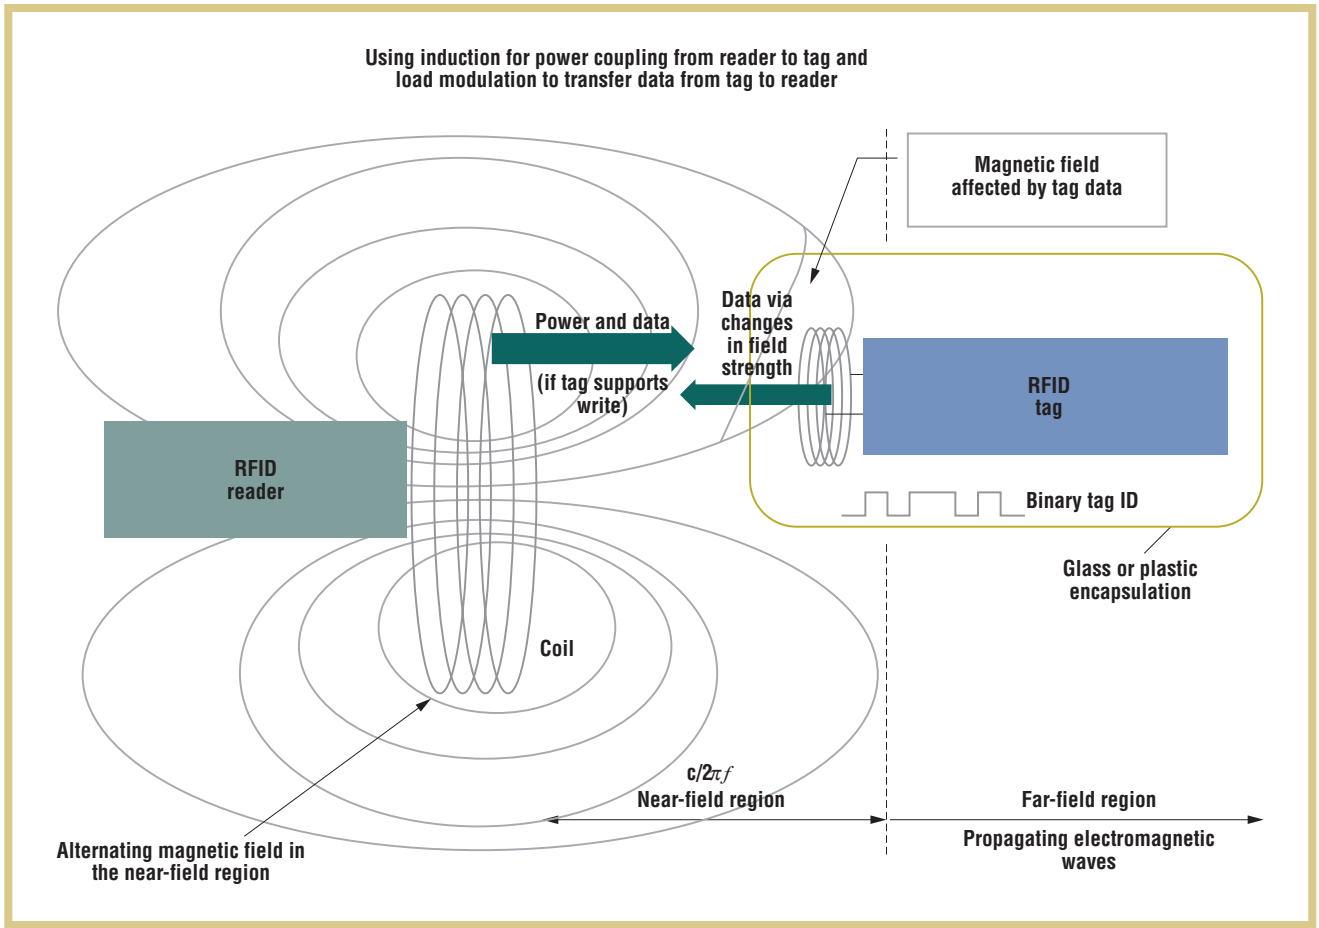 Using induction for power coupling from reader to tag and
load modulation to transfer data from tag to reader
Magnetic field
affected by tag data
Data via
changes
in field
strength
Power and data
(if tag supports
write)
RFID
tag
RFID
reader
Binary tag ID
Glass or plastic
encapsulation
Coil
c/2πf
Near-field region
Far-field region
Propagating electromagnetic
waves
Alternating magnetic field in
the near-field region